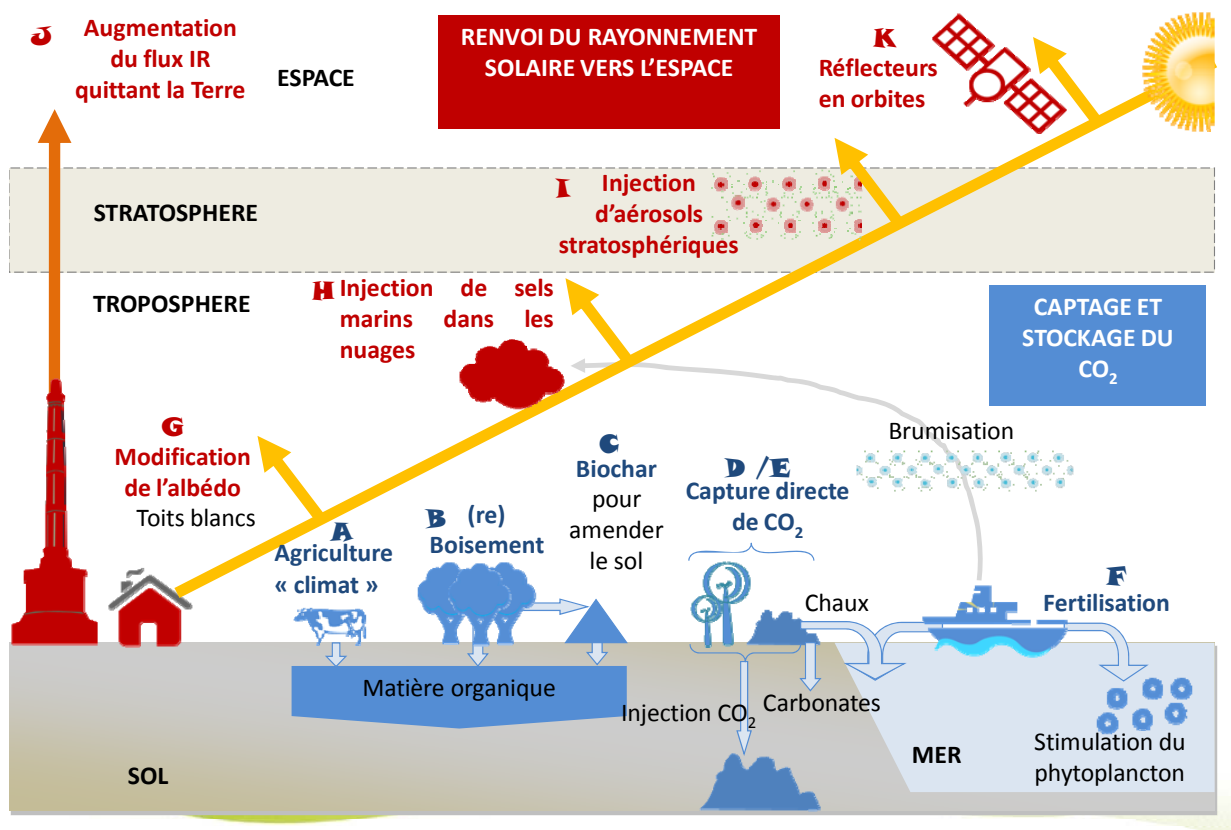 J Augmentation
du flux IR
quittant la Terre
ESPACE
RENVOI DU RAYONNEMENT
SOLAIRE VERS L’ESPACE
K
Réflecteurs
en orbites
STRATOSPHERE
I Injection
d’aérosols
stratosphériques
TROPOSPHERE
H Injection de sels
marins dans les
nuages
CAPTAGE ET
STOCKAGE DU
CO₂
G
Modification
de l’albédo
Toits blancs
A
Agriculture
« climat »
B (re)
Boisement
C
Biochar
pour
amender
le sol
D /E
Capture directe
de CO₂
Brumisation
Chaux
F
Fertilisation
Matière organique
Injection CO₂
Carbonates
SOL
MER
Stimulation du
phytoplancton